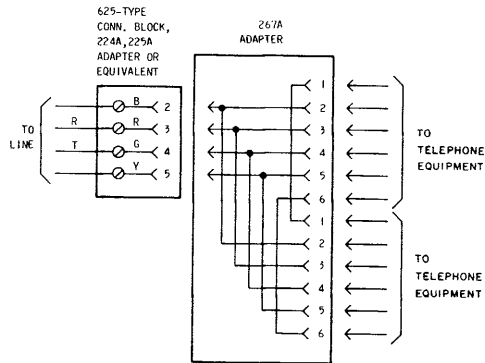 625-TYPE
CONN. BLOCK,
224A, 225A
ADAPTER OR
EQUIVALENT
267A
ADAPTER
TO
LINE
R
T
B
R
G
Y
2
3
4
5
1
2
3
4
5
6
1
2
3
4
5
6
TO
TELEPHONE
EQUIPMENT
TO
TELEPHONE
EQUIPMENT